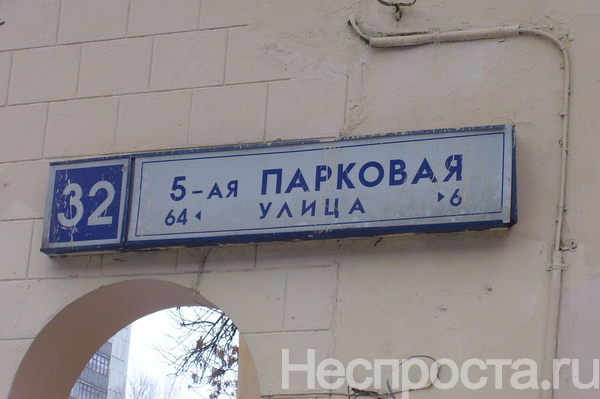 32
5-ая ПАРКОВАЯ
64 УЛИЦА 6
Неспроста.ru